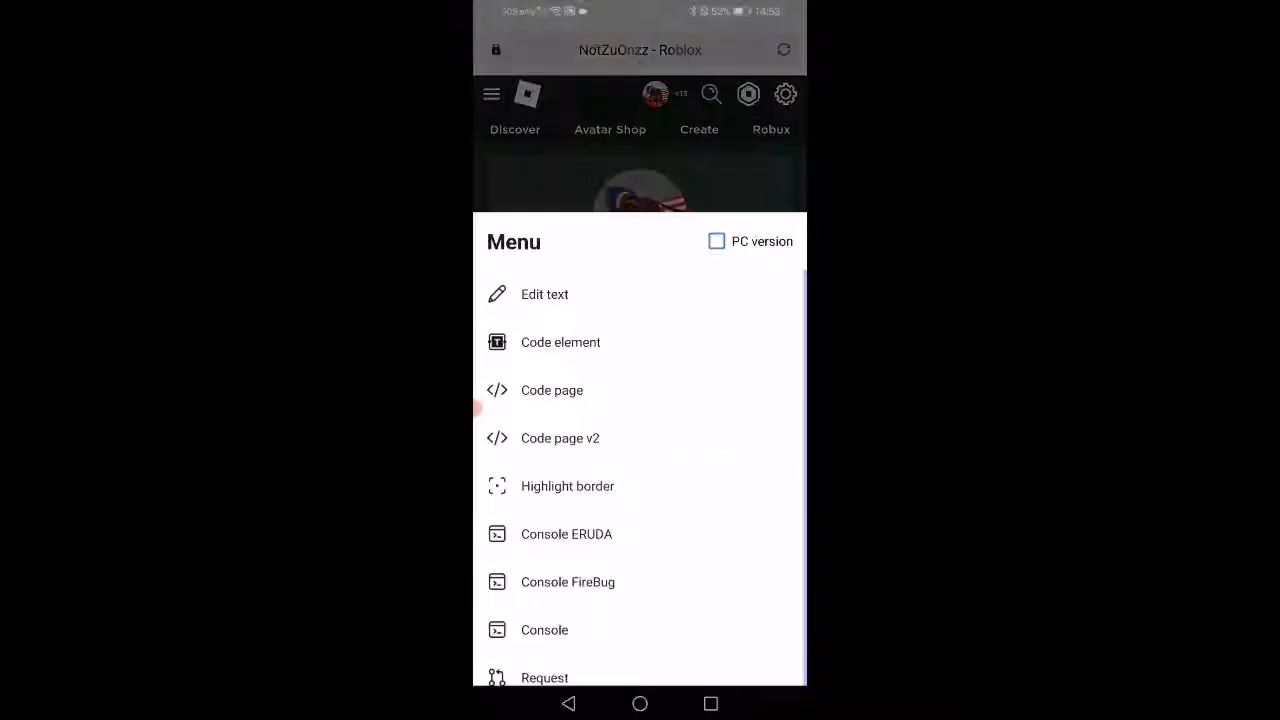 SOS only 52% 14:53
NotZuOnzz - Roblox
<13
Discover Avatar Shop Create Robux
Menu PC version
Edit text
Code element
Code page
Code page v2
Highlight border
Console ERUDA
Console FireBug
Console
Request